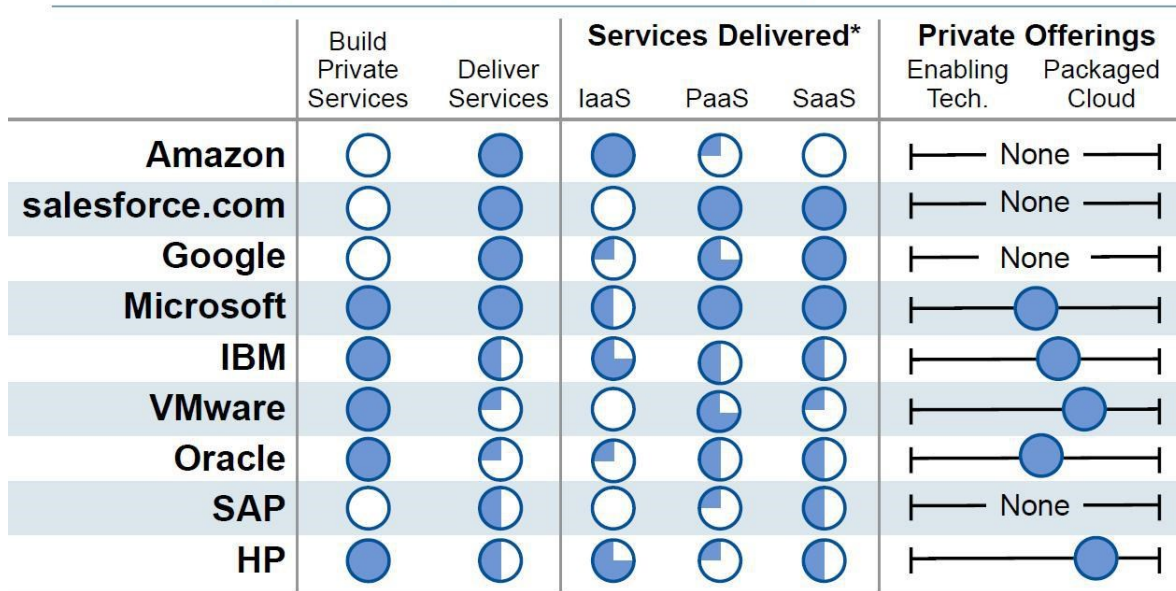 Build Private Services
Deliver Services
Services Delivered*
IaaS
PaaS
SaaS
Private Offerings
Enabling Tech.
Packaged Cloud
Amazon
None
salesforce.com
None
Google
None
Microsoft
IBM
VMware
Oracle
SAP
None
HP